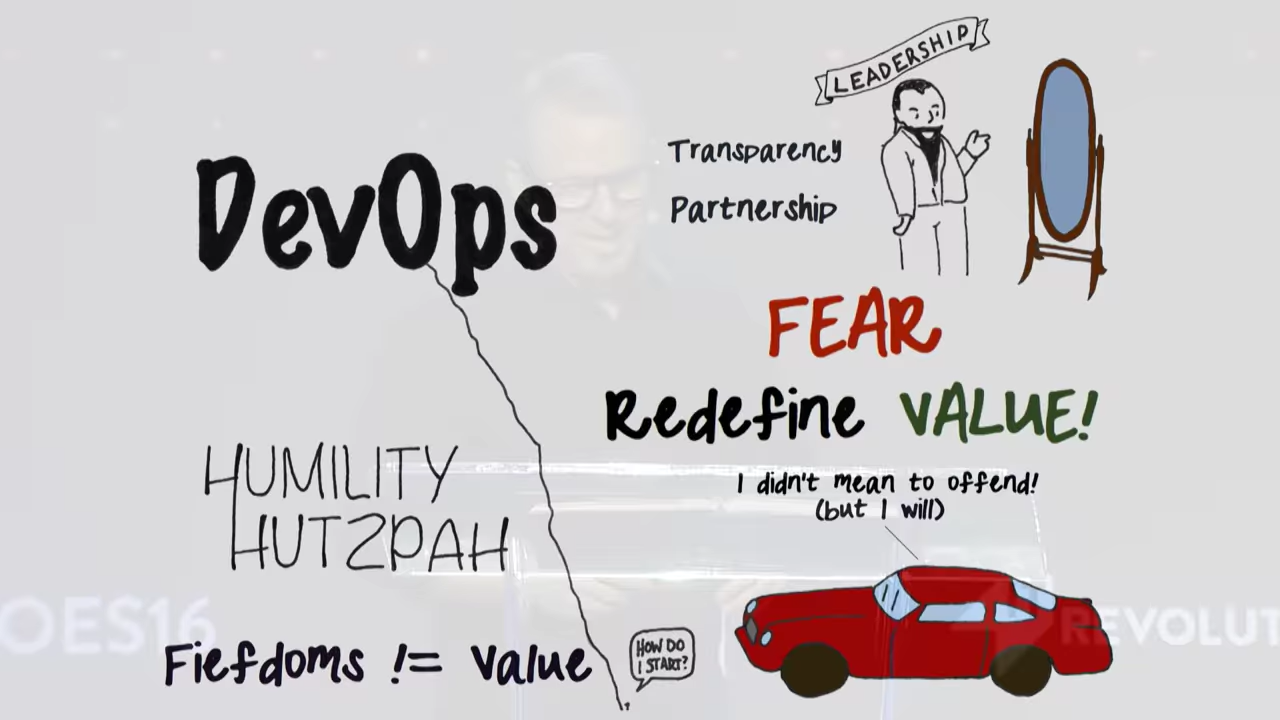 LEADERSHIP
Transparency
Partnership
DevOps
FEAR
Redefine VALUE!
HUMILITY
HUTZPAH
I didn't mean to offend!
(but I will)
OES16
REVOLUT
HOW DO
I START?
Fiefdoms != Value